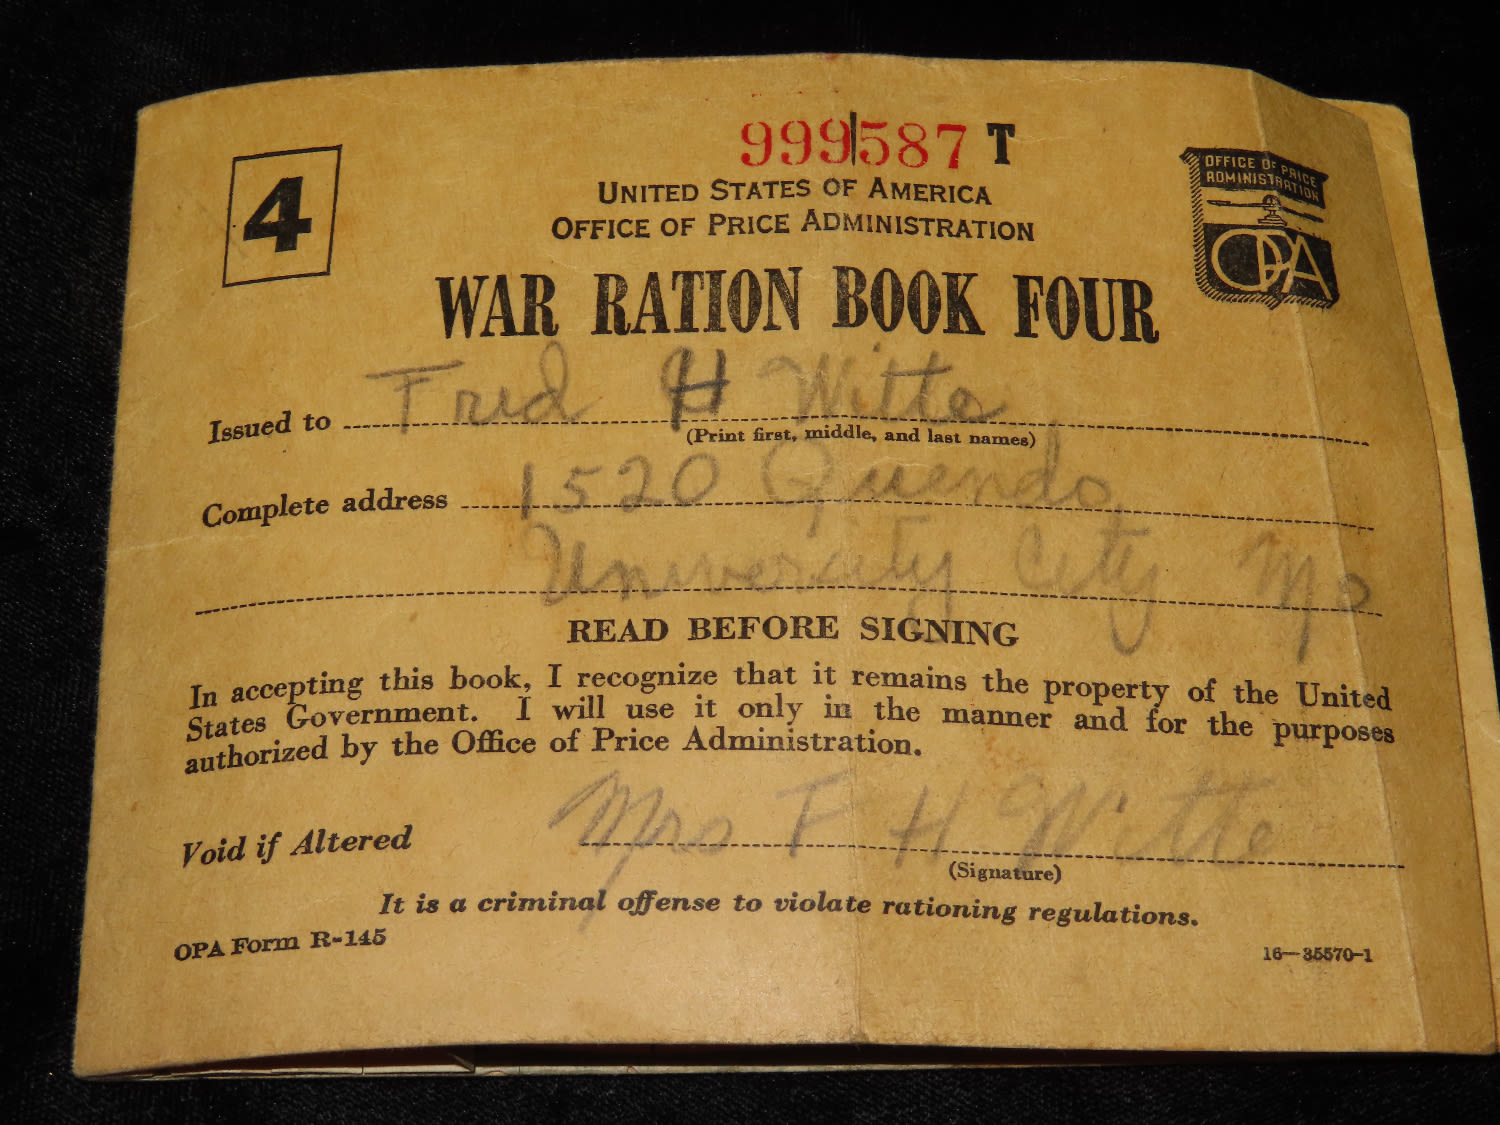 999587 T
4
UNITED STATES OF AMERICA
OFFICE OF PRICE ADMINISTRATION
OFFICE OF PRICE
ADMINISTRATION
OPA
WAR RATION BOOK FOUR
Issued to Fred H Witte
(Print first, middle, and last names)
Complete address 1520 Quendo
University City Mo
READ BEFORE SIGNING
In accepting this book, I recognize that it remains the property of the United
States Government. I will use it only in the manner and for the purposes
authorized by the Office of Price Administration.
Void if Altered Mrs F H Witte
(Signature)
It is a criminal offense to violate rationing regulations.
OPA Form R-145
16—35570-1